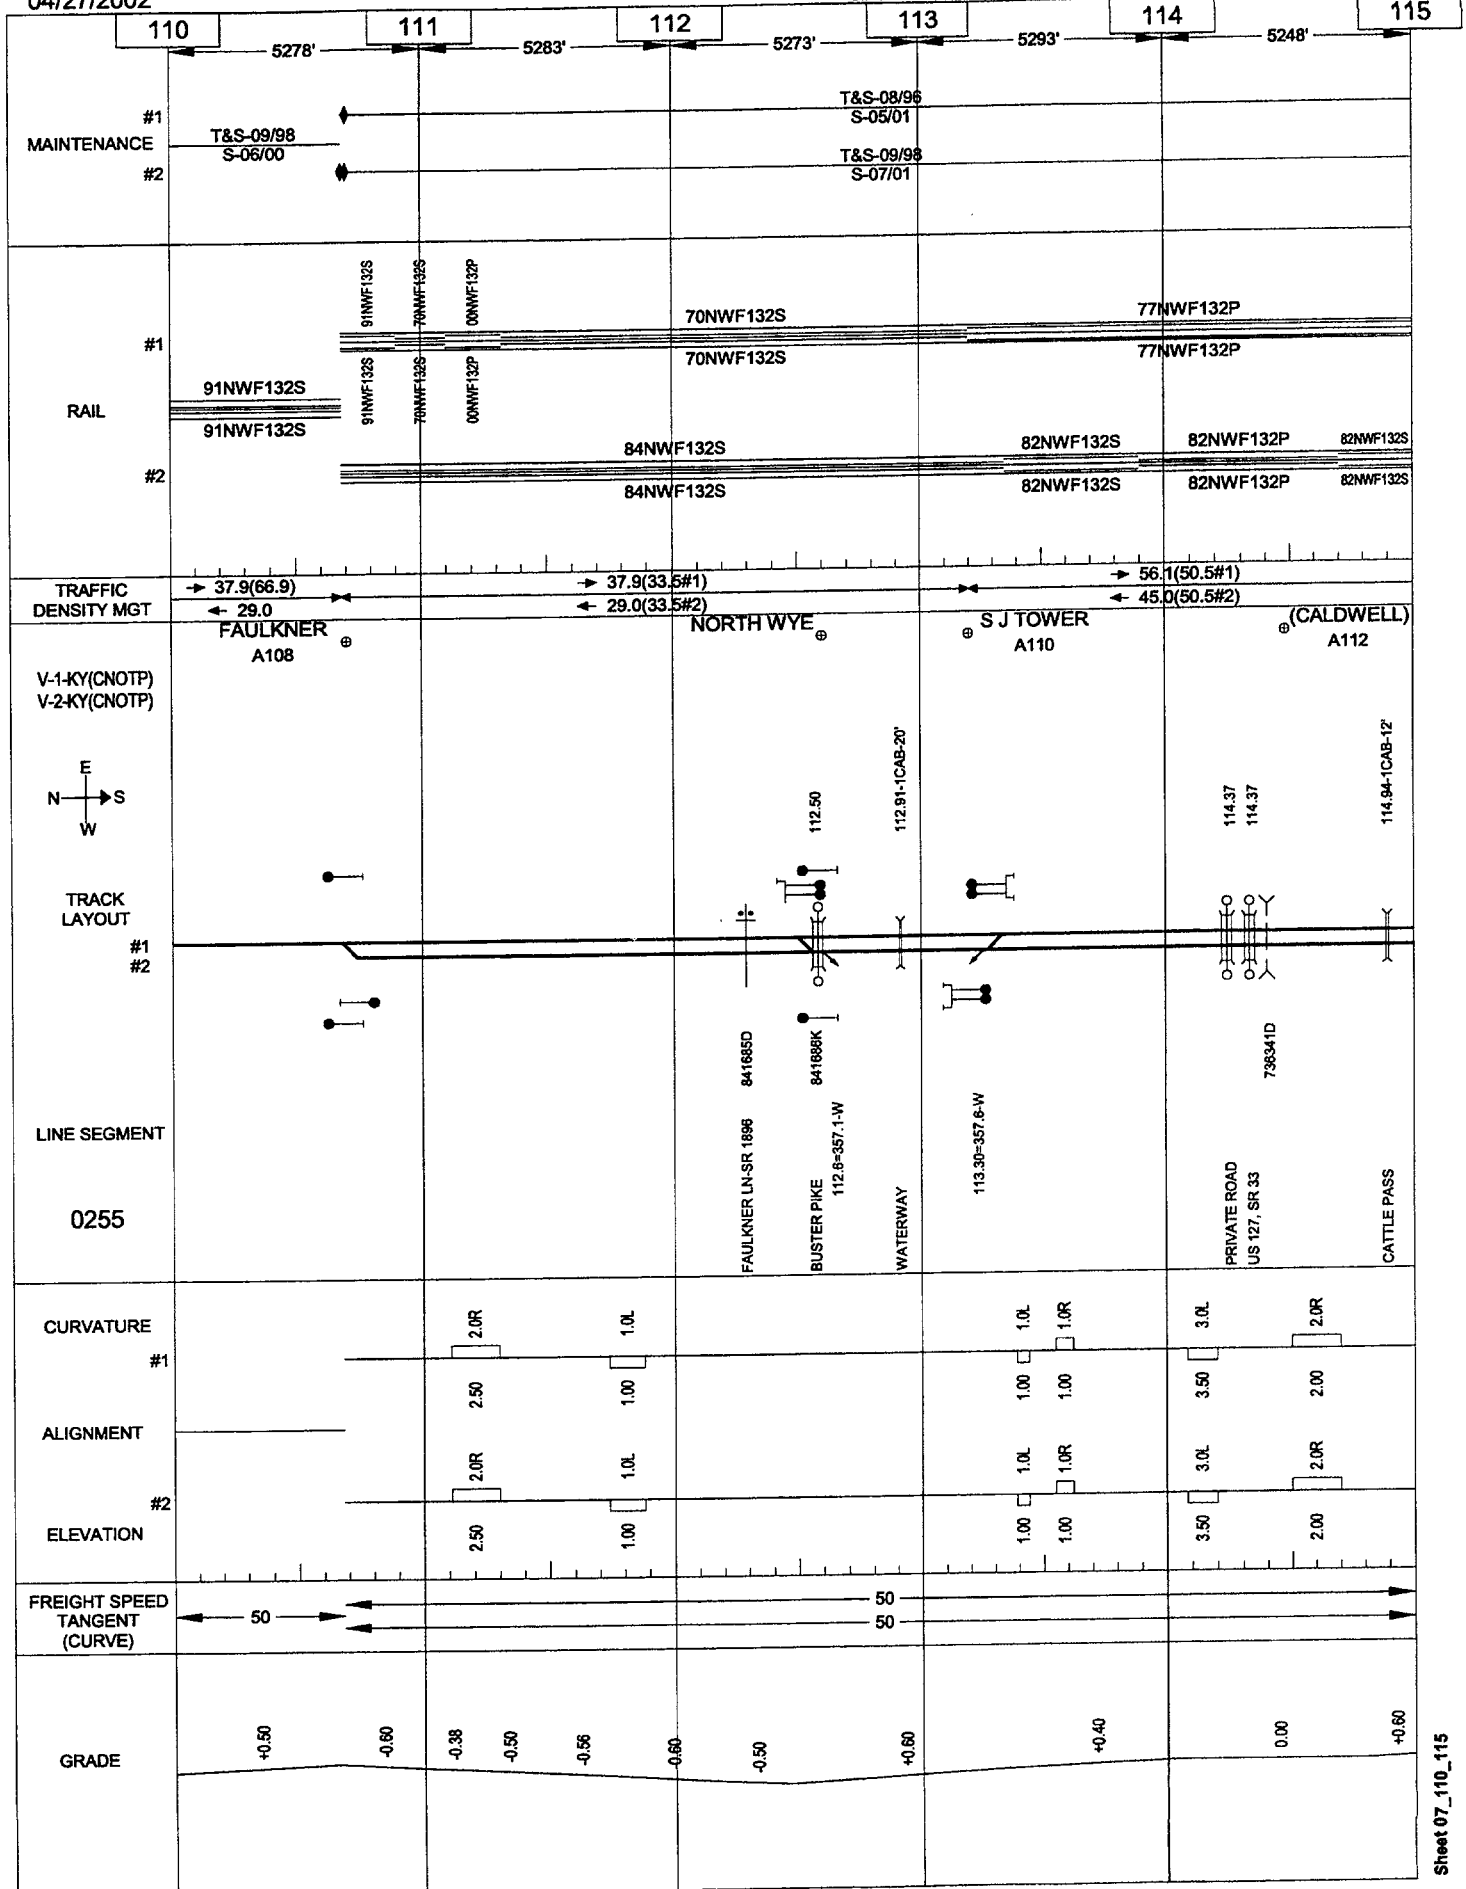 04/27/2002
110 111 112 113 114 115
5278' 5283' 5273' 5293' 5248'
#1
T&S-08/96
S-05/01
MAINTENANCE
T&S-09/98
S-06/00
#2
T&S-09/98
S-07/01
91NWF132S 70NWF132S 00NWF132P
70NWF132S 77NWF132P
#1
70NWF132S 77NWF132P
91NWF132S 70NWF132S 00NWF132P
RAIL
91NWF132S
91NWF132S
84NWF132S 82NWF132S 82NWF132P 82NWF132S
#2
84NWF132S 82NWF132S 82NWF132P 82NWF132S
TRAFFIC
DENSITY MGT
37.9(66.9) 37.9(33.5#1) 56.1(50.5#1)
29.0 29.0(33.5#2) 45.0(50.5#2)
FAULKNER NORTH WYE S J TOWER (CALDWELL)
A108 A110 A112
V-1-KY(CNOTP)
V-2-KY(CNOTP)
E
N S
W
112.50
112.91-1CAB-20'
114.37
114.37
114.94-1CAB-12'
TRACK
LAYOUT
#1
#2
841685D
841686K
736341D
LINE SEGMENT
0255
FAULKNER LN-SR 1896
BUSTER PIKE
112.6=357.1-W
WATERWAY
113.30=357.6-W
PRIVATE ROAD
US 127, SR 33
CATTLE PASS
CURVATURE
#1
2.0R 1.0L 1.0L 1.0R 3.0L 2.0R
2.50 1.00 1.00 1.00 3.50 2.00
ALIGNMENT
2.0R 1.0L 1.0L 1.0R 3.0L 2.0R
#2
ELEVATION
2.50 1.00 1.00 1.00 3.50 2.00
FREIGHT SPEED
TANGENT
(CURVE)
50 50
50
GRADE
+0.50 -0.60 -0.38 -0.50 -0.56 -0.60 -0.50 +0.60 +0.40 0.00 +0.60
Sheet 07_110_115